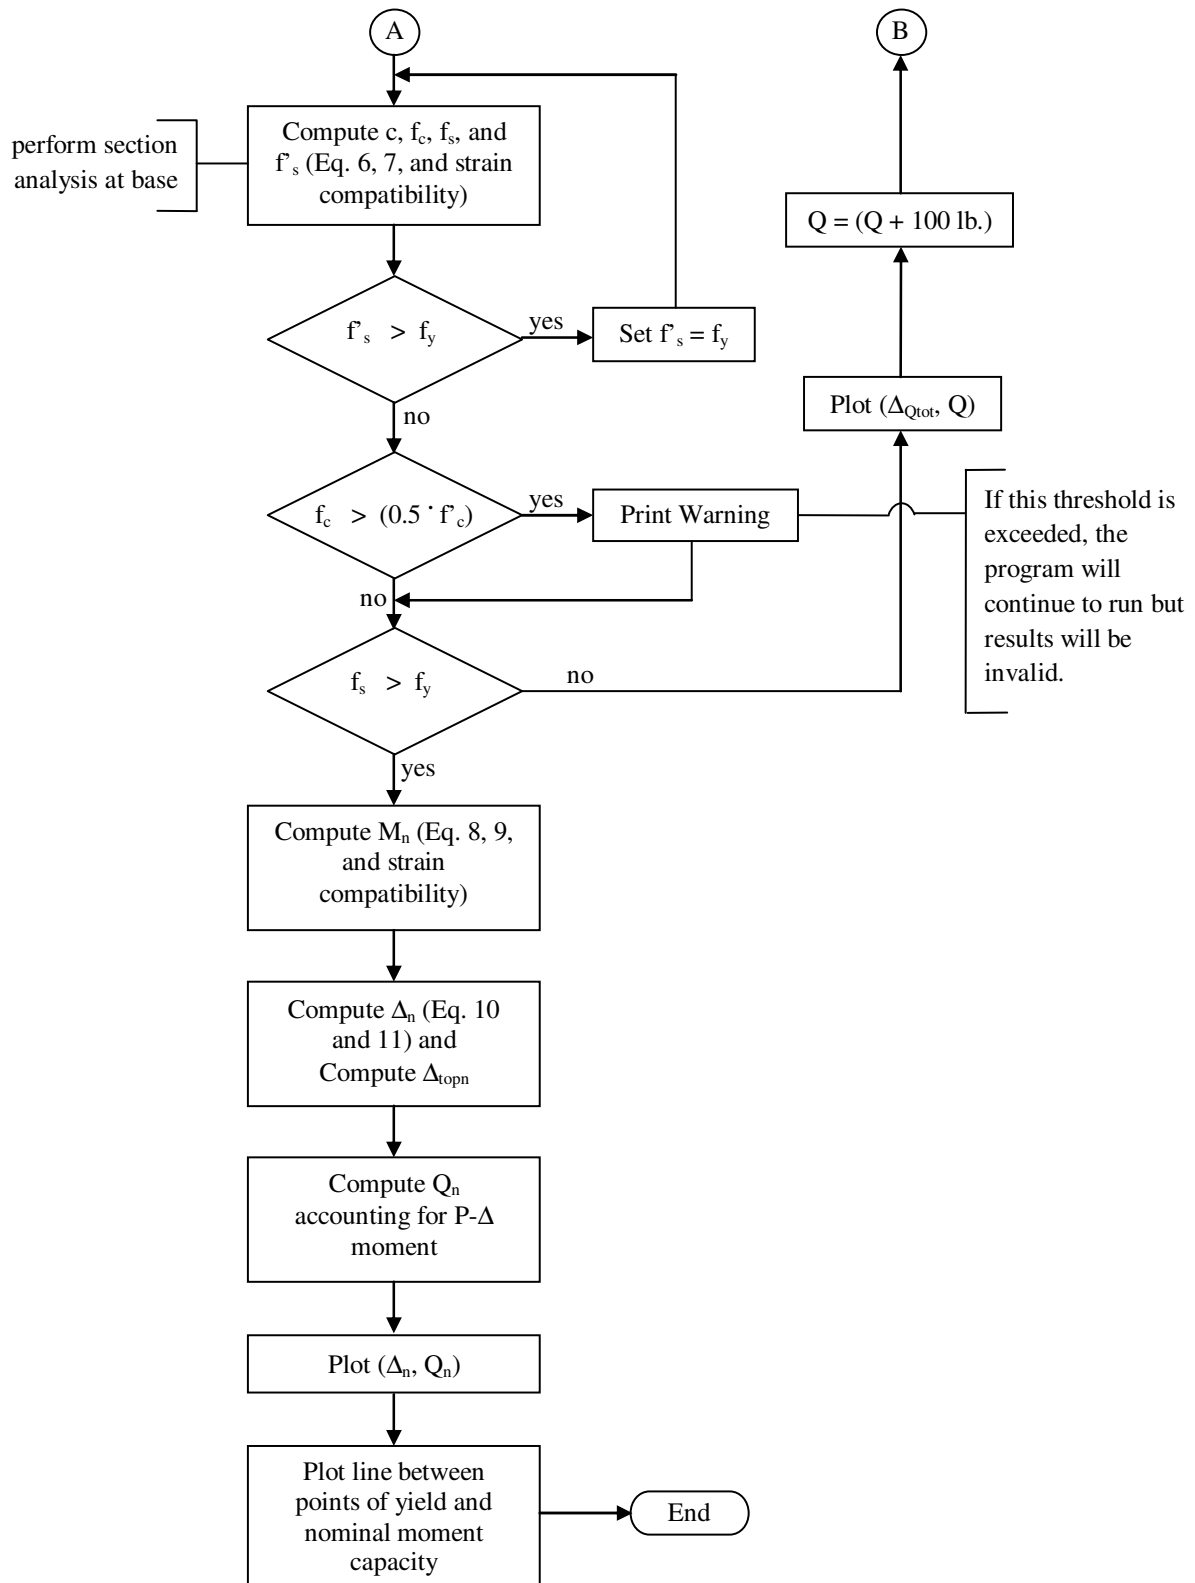 A
B
perform section
analysis at base
Compute c, f_c, f_s, and
f'_s (Eq. 6, 7, and strain
compatibility)
Q = (Q + 100 lb.)
f'_s > f_y
yes
Set f'_s = f_y
Plot (Δ_Qtot, Q)
no
f_c > (0.5 · f'_c)
yes
Print Warning
If this threshold is
exceeded, the
program will
continue to run but
results will be
invalid.
no
f_s > f_y
no
yes
Compute M_n (Eq. 8, 9,
and strain
compatibility)
Compute Δ_n (Eq. 10
and 11) and
Compute Δ_topn
Compute Q_n
accounting for P-Δ
moment
Plot (Δ_n, Q_n)
Plot line between
points of yield and
nominal moment
capacity
End